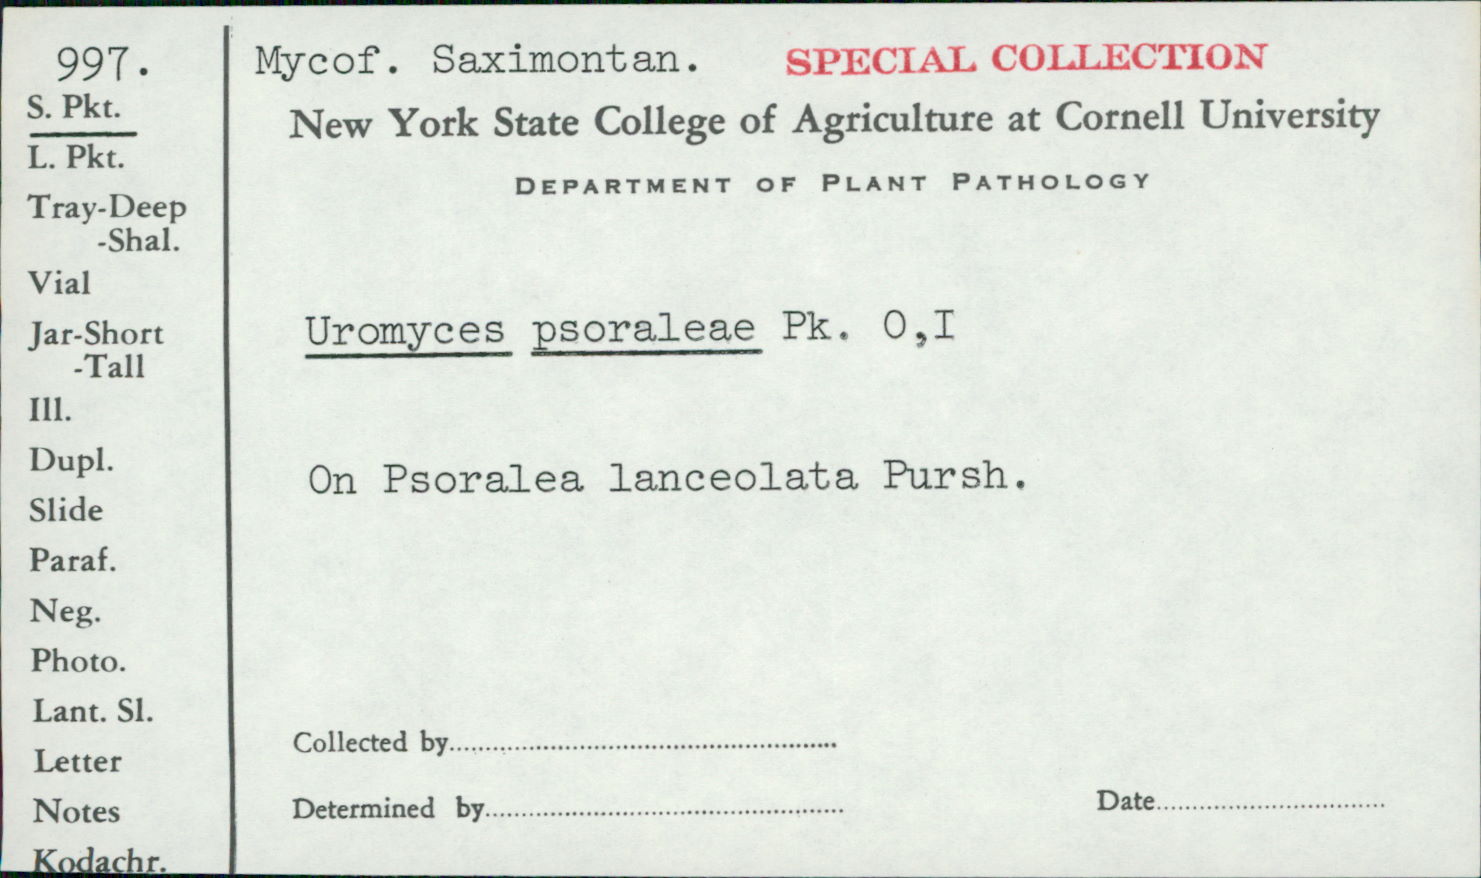 997.
S. Pkt.
L. Pkt.
Tray-Deep
-Shal.
Vial
Jar-Short
-Tall
Ill.
Dupl.
Slide
Paraf.
Neg.
Photo.
Lant. Sl.
Letter
Notes
Kodachr.
Mycof. Saximontan. SPECIAL COLLECTION
New York State College of Agriculture at Cornell University
DEPARTMENT OF PLANT PATHOLOGY
Uromyces psoraleae Pk. O,I
On Psoralea lanceolata Pursh.
Collected by
Determined by
Date